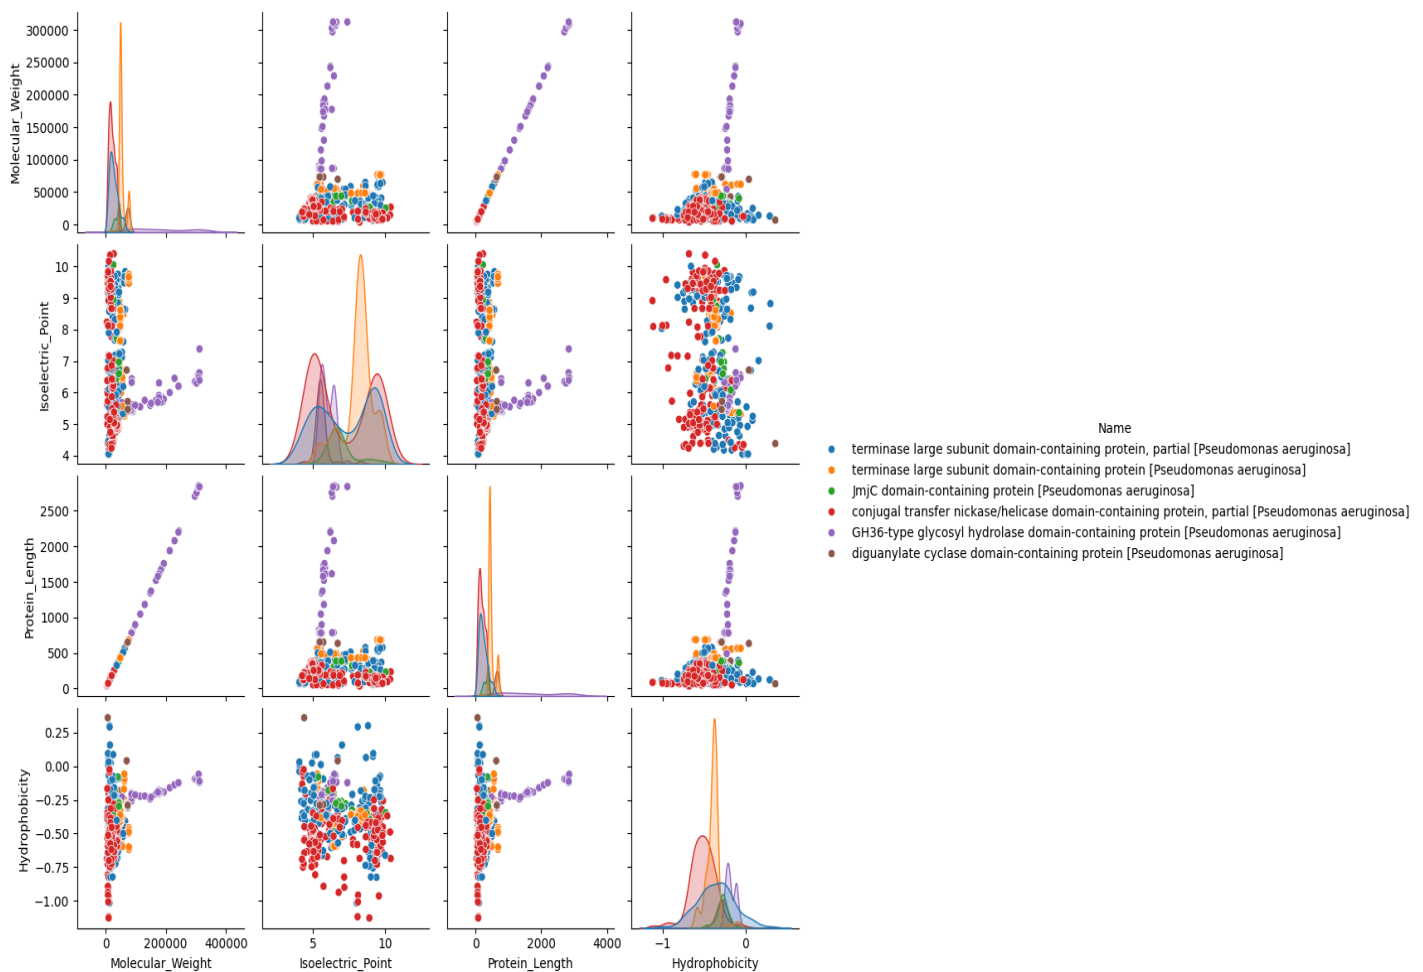 Molecular_Weight
300000
250000
200000
150000
100000
50000
0
Isoelectric_Point
10
9
8
7
6
5
4
Protein_Length
2500
2000
1500
1000
500
0
Hydrophobicity
0.25
0.00
−0.25
−0.50
−0.75
−1.00
0 200000 400000
Molecular_Weight
5 10
Isoelectric_Point
0 2000 4000
Protein_Length
−1 0
Hydrophobicity
Name
terminase large subunit domain-containing protein, partial [Pseudomonas aeruginosa]
terminase large subunit domain-containing protein [Pseudomonas aeruginosa]
JmjC domain-containing protein [Pseudomonas aeruginosa]
conjugal transfer nickase/helicase domain-containing protein, partial [Pseudomonas aeruginosa]
GH36-type glycosyl hydrolase domain-containing protein [Pseudomonas aeruginosa]
diguanylate cyclase domain-containing protein [Pseudomonas aeruginosa]